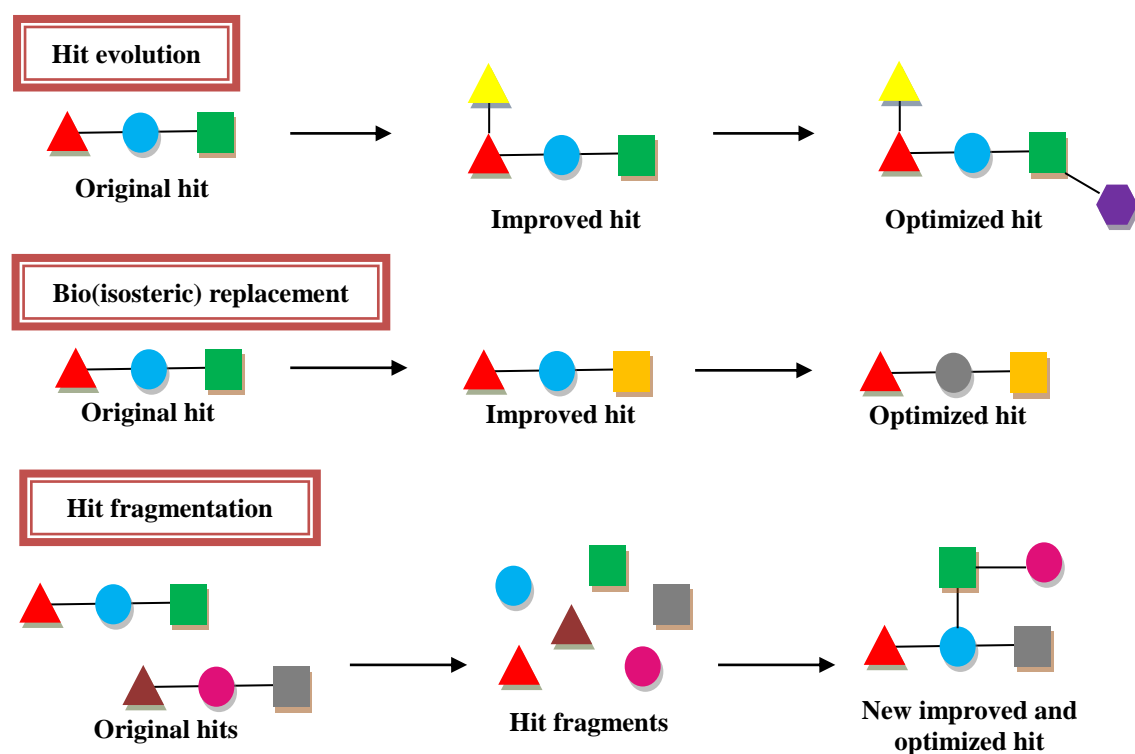 Hit evolution
Original hit
Improved hit
Optimized hit
Bio(isosteric) replacement
Original hit
Improved hit
Optimized hit
Hit fragmentation
Original hits
Hit fragments
New improved and
optimized hit